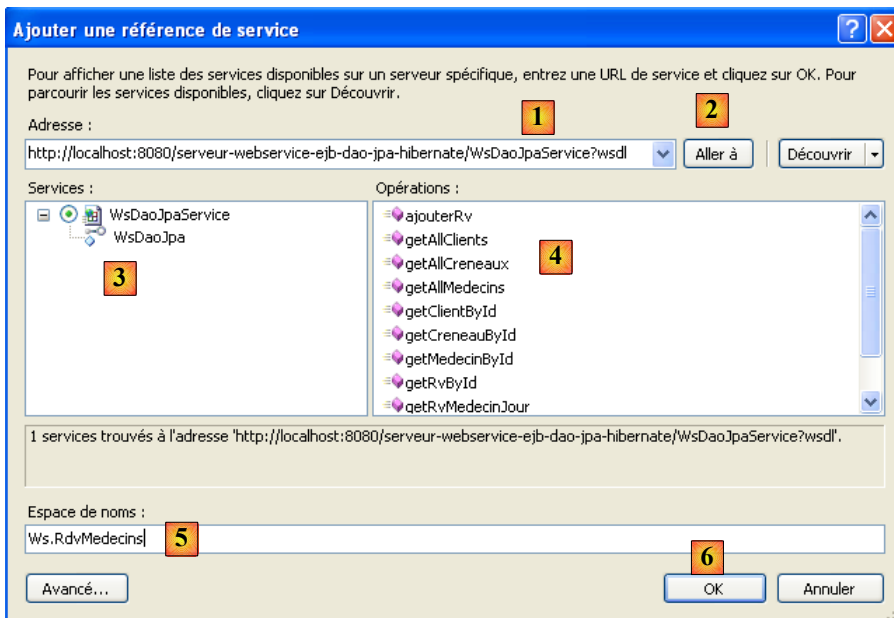 Ajouter une référence de service
Pour afficher une liste des services disponibles sur un serveur spécifique, entrez une URL de service et cliquez sur OK. Pour
parcourir les services disponibles, cliquez sur Découvrir.
1
2
Adresse :
http://localhost:8080/serveur-webservice-ejb-dao-jpa-hibernate/WsDaoJpaService?wsdl
Aller à
Découvrir
Services :
Opérations :
WsDaoJpaService
WsDaoJpa
3
ajouterRv
getAllClients
getAllCreneaux
getAllMedecins
getClientById
getCreneauById
getMedecinById
getRvById
getRvMedecinJour
4
1 services trouvés à l'adresse 'http://localhost:8080/serveur-webservice-ejb-dao-jpa-hibernate/WsDaoJpaService?wsdl'.
Espace de noms :
Ws.RdvMedecins
5
6
Avancé...
OK
Annuler